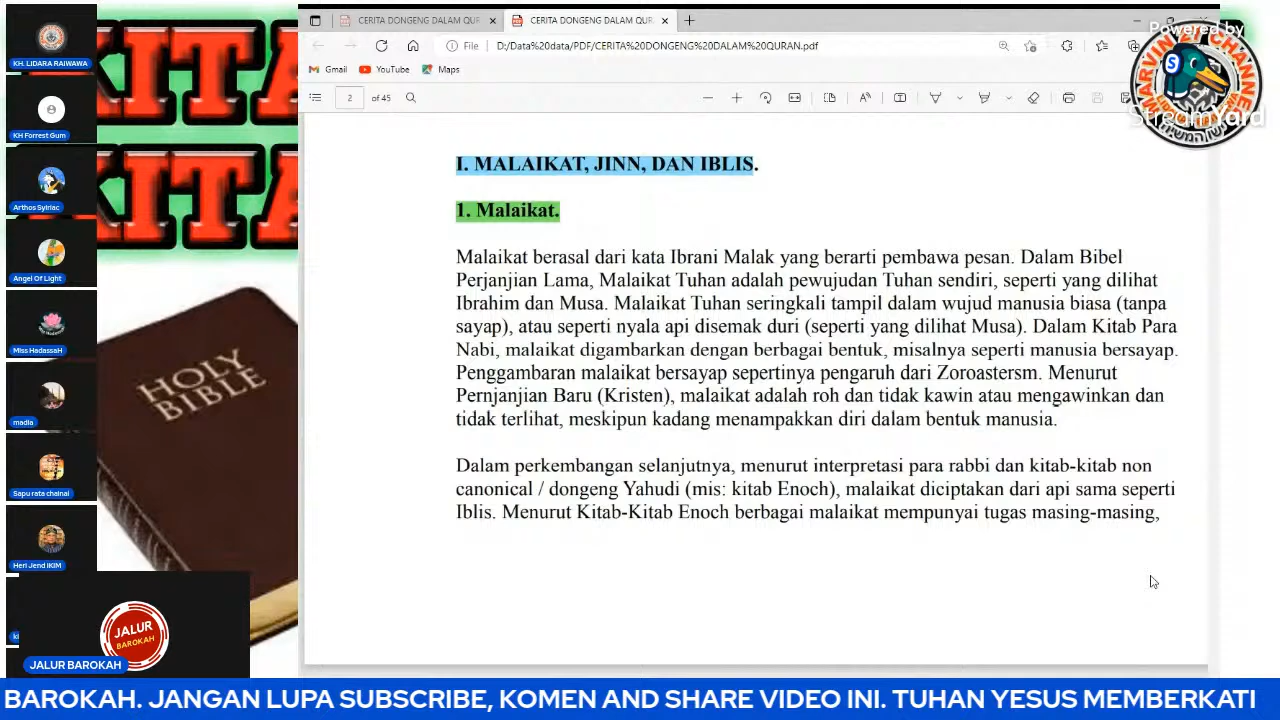 KITA
KITA
HOLY
BIBLE
KH. LIDARA RAIWAWA
KH Forrest Gum
Arthos Syiriac
Angel Of Light
Miss HadassaH
madia
Sapu rata chainal
Heri Jend IKIM
JALUR
BAROKAH
JALUR BAROKAH
CERITA DONGENG DALAM QUR
CERITA DONGENG DALAM QUR
File
D:/Data%20data/PDF/CERITA%20DONGENG%20DALAM%20QURAN.pdf
Gmail
YouTube
Maps
2 of 45
Powered by
StreamYard
MARVIN 27 CHANNEL
I. MALAIKAT, JINN, DAN IBLIS.
1. Malaikat.
Malaikat berasal dari kata Ibrani Malak yang berarti pembawa pesan. Dalam Bibel
Perjanjian Lama, Malaikat Tuhan adalah pewujudan Tuhan sendiri, seperti yang dilihat
Ibrahim dan Musa. Malaikat Tuhan seringkali tampil dalam wujud manusia biasa (tanpa
sayap), atau seperti nyala api disemak duri (seperti yang dilihat Musa). Dalam Kitab Para
Nabi, malaikat digambarkan dengan berbagai bentuk, misalnya seperti manusia bersayap.
Penggambaran malaikat bersayap sepertinya pengaruh dari Zoroastersm. Menurut
Pernjanjian Baru (Kristen), malaikat adalah roh dan tidak kawin atau mengawinkan dan
tidak terlihat, meskipun kadang menampakkan diri dalam bentuk manusia.
Dalam perkembangan selanjutnya, menurut interpretasi para rabbi dan kitab-kitab non
canonical / dongeng Yahudi (mis: kitab Enoch), malaikat diciptakan dari api sama seperti
Iblis. Menurut Kitab-Kitab Enoch berbagai malaikat mempunyai tugas masing-masing,
BAROKAH. JANGAN LUPA SUBSCRIBE, KOMEN AND SHARE VIDEO INI. TUHAN YESUS MEMBERKATI